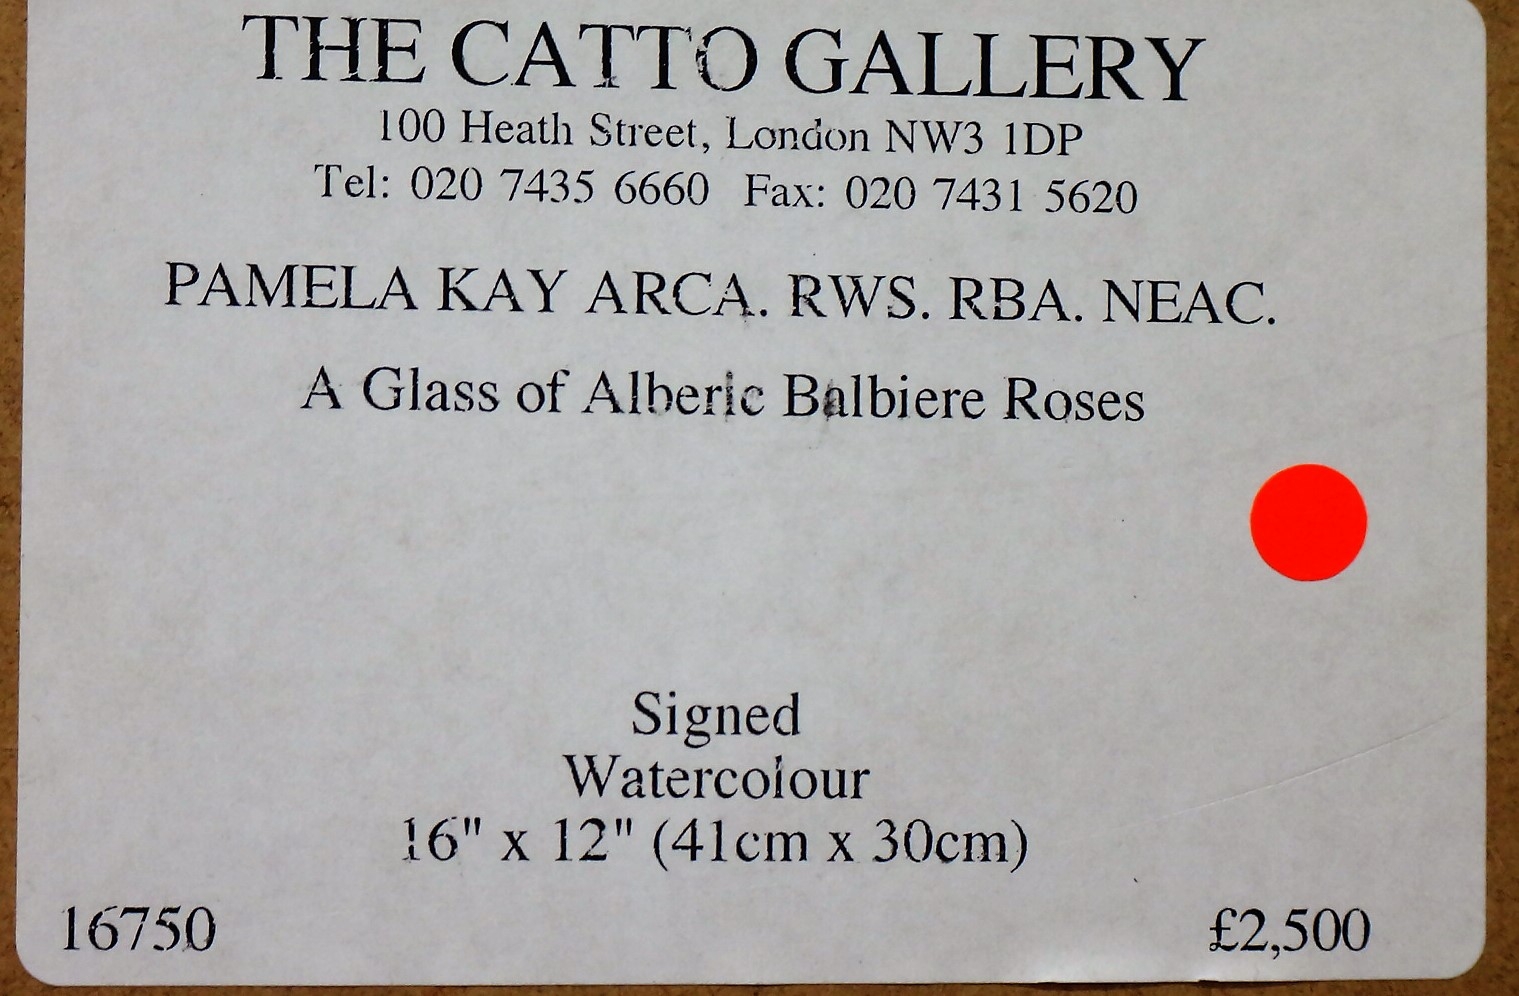 THE CATTO GALLERY
100 Heath Street, London NW3 1DP
Tel: 020 7435 6660 Fax: 020 7431 5620
PAMELA KAY ARCA. RWS. RBA. NEAC.
A Glass of Alberic Balbiere Roses
Signed
Watercolour
16" x 12" (41cm x 30cm)
16750 £2,500